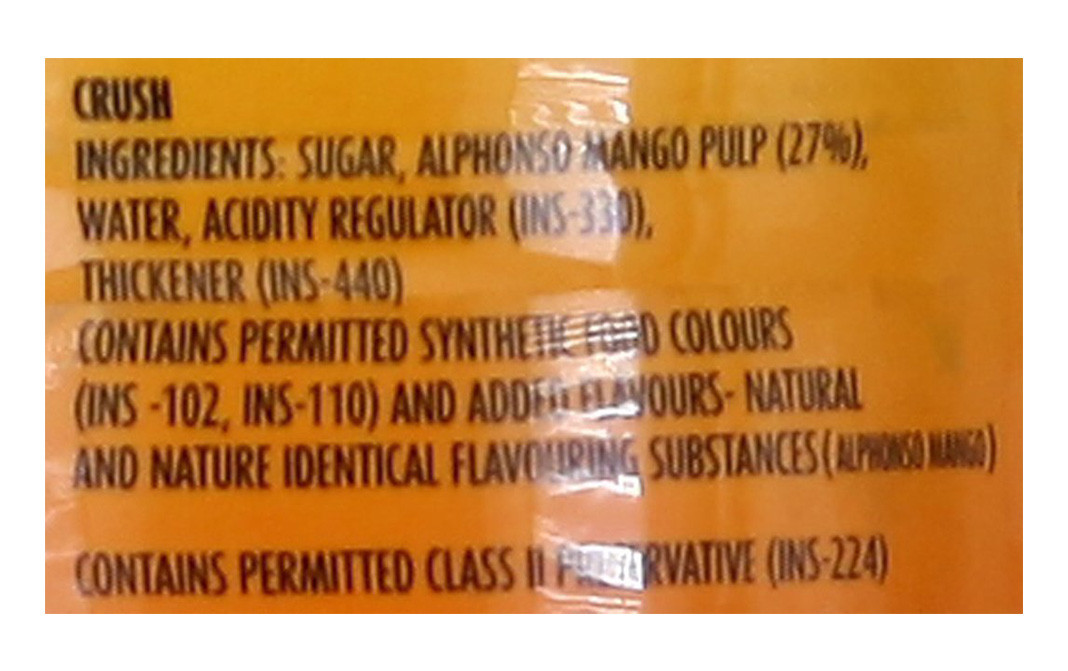 CRUSH
INGREDIENTS: SUGAR, ALPHONSO MANGO PULP (27%),
WATER, ACIDITY REGULATOR (INS-330),
THICKENER (INS-440)
CONTAINS PERMITTED SYNTHETIC FOOD COLOURS
(INS -102, INS-110) AND ADDED FLAVOURS- NATURAL
AND NATURE IDENTICAL FLAVOURING SUBSTANCES (ALPHONSO MANGO)
CONTAINS PERMITTED CLASS II PRESERVATIVE (INS-224)